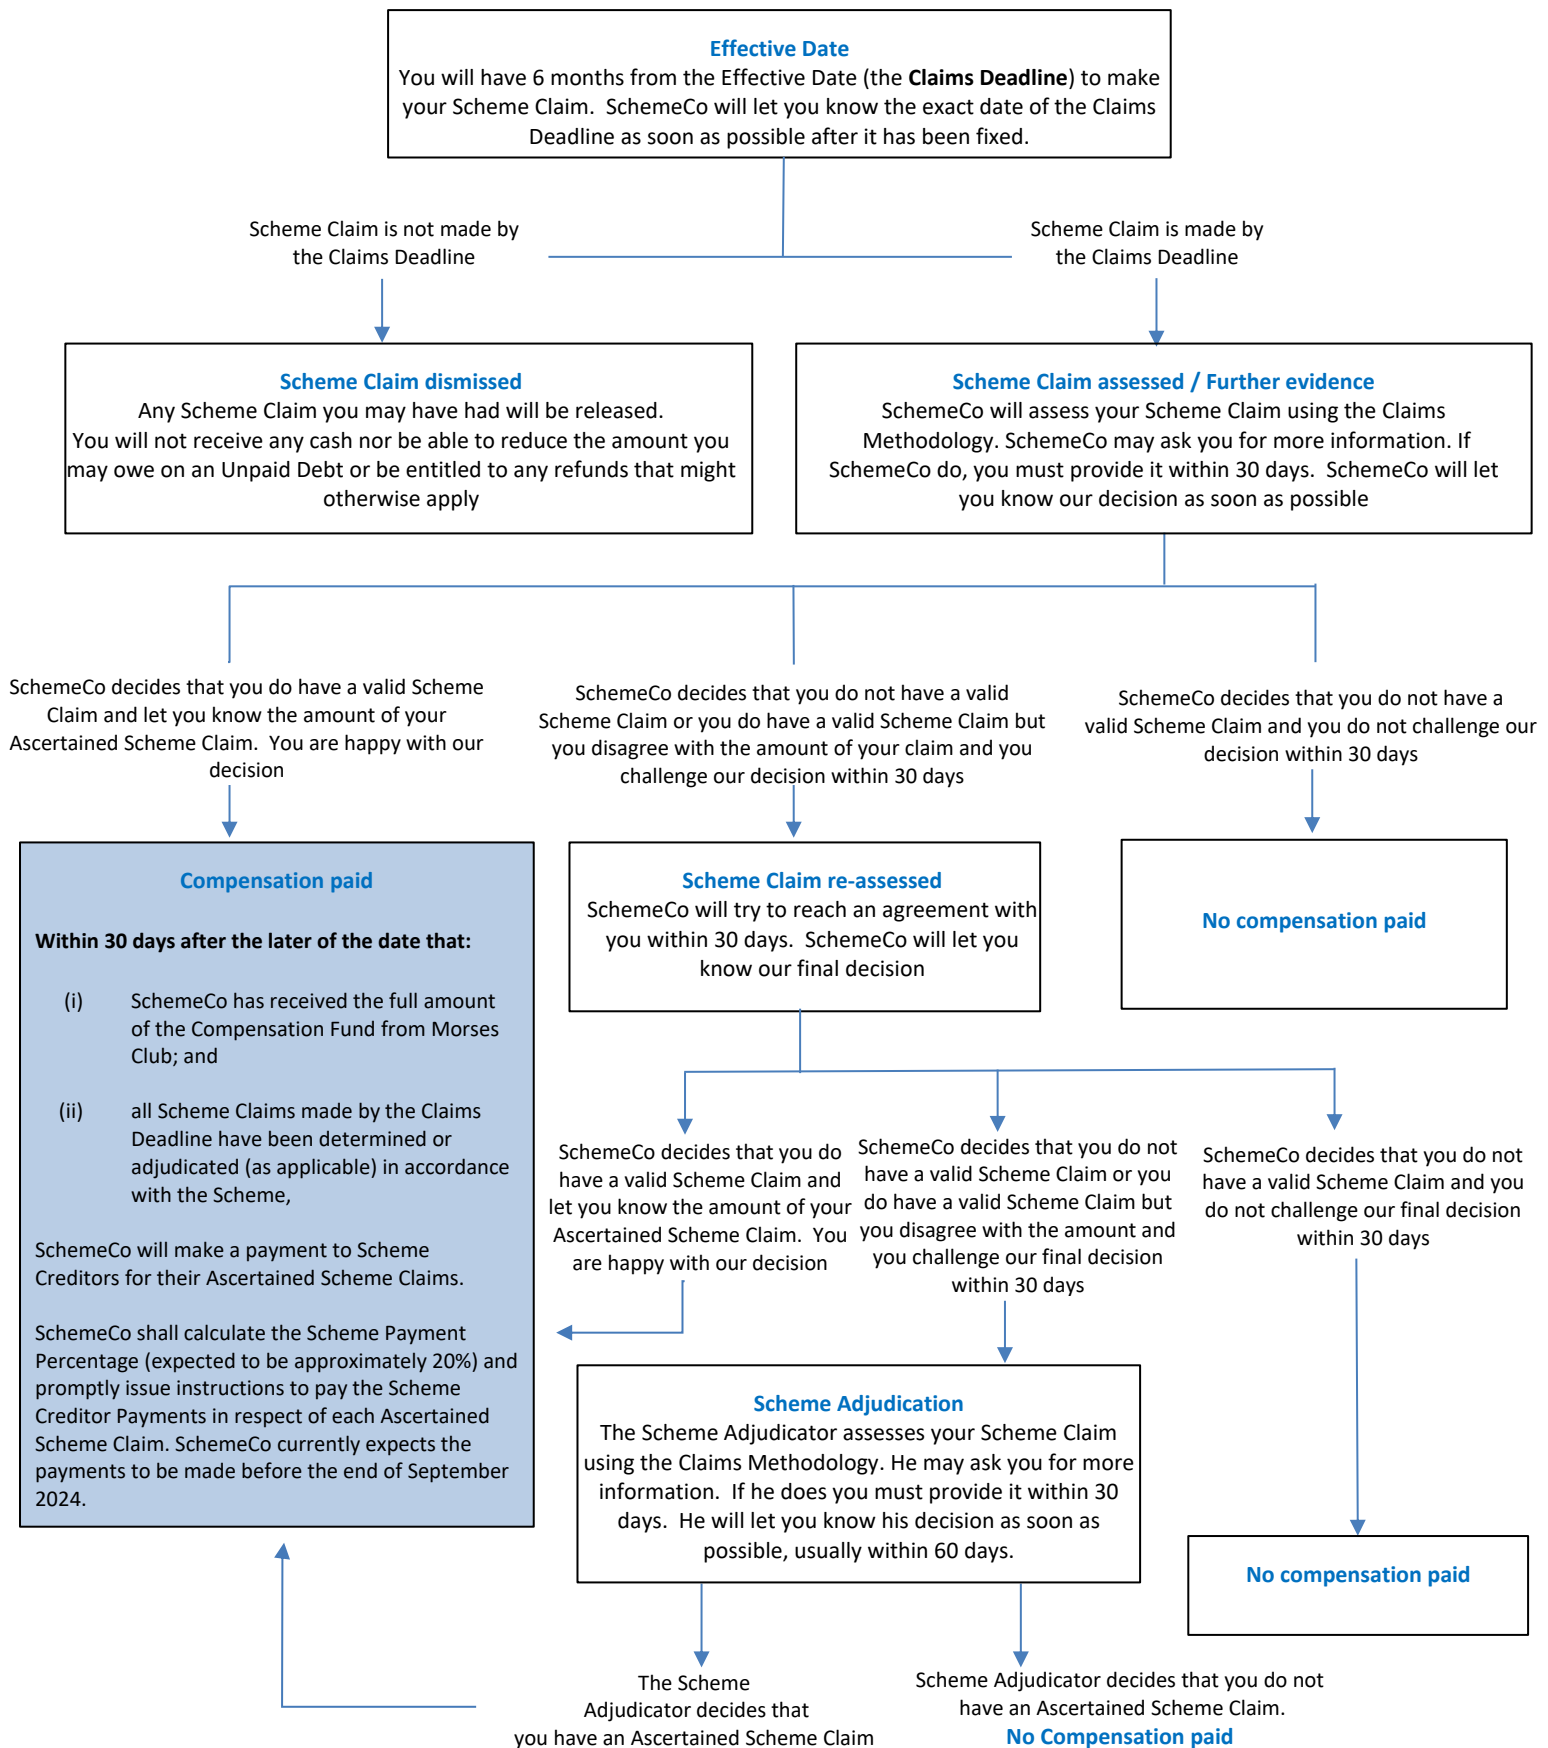 Effective Date
You will have 6 months from the Effective Date (the Claims Deadline) to make
your Scheme Claim.  SchemeCo will let you know the exact date of the Claims
Deadline as soon as possible after it has been fixed.
Scheme Claim is not made by
the Claims Deadline
Scheme Claim is made by
the Claims Deadline
Scheme Claim dismissed
Any Scheme Claim you may have had will be released.
You will not receive any cash nor be able to reduce the amount you
may owe on an Unpaid Debt or be entitled to any refunds that might
otherwise apply
Scheme Claim assessed / Further evidence
SchemeCo will assess your Scheme Claim using the Claims
Methodology. SchemeCo may ask you for more information. If
SchemeCo do, you must provide it within 30 days.  SchemeCo will let
you know our decision as soon as possible
SchemeCo decides that you do have a valid Scheme
Claim and let you know the amount of your
Ascertained Scheme Claim.  You are happy with our
decision
SchemeCo decides that you do not have a valid
Scheme Claim or you do have a valid Scheme Claim but
you disagree with the amount of your claim and you
challenge our decision within 30 days
SchemeCo decides that you do not have a
valid Scheme Claim and you do not challenge our
decision within 30 days
Compensation paid
Within 30 days after the later of the date that:
(i) SchemeCo has received the full amount
of the Compensation Fund from Morses
Club; and
(ii) all Scheme Claims made by the Claims
Deadline have been determined or
adjudicated (as applicable) in accordance
with the Scheme,
SchemeCo will make a payment to Scheme
Creditors for their Ascertained Scheme Claims.
SchemeCo shall calculate the Scheme Payment
Percentage (expected to be approximately 20%) and
promptly issue instructions to pay the Scheme
Creditor Payments in respect of each Ascertained
Scheme Claim. SchemeCo currently expects the
payments to be made before the end of September
2024.
Scheme Claim re-assessed
SchemeCo will try to reach an agreement with
you within 30 days.  SchemeCo will let you
know our final decision
No compensation paid
SchemeCo decides that you do
have a valid Scheme Claim and
let you know the amount of your
Ascertained Scheme Claim.  You
are happy with our decision
SchemeCo decides that you do not
have a valid Scheme Claim or you
do have a valid Scheme Claim but
you disagree with the amount and
you challenge our final decision
within 30 days
SchemeCo decides that you do not
have a valid Scheme Claim and you
do not challenge our final decision
within 30 days
Scheme Adjudication
The Scheme Adjudicator assesses your Scheme Claim
using the Claims Methodology. He may ask you for more
information.  If he does you must provide it within 30
days.  He will let you know his decision as soon as
possible, usually within 60 days.
No compensation paid
The Scheme
Adjudicator decides that
you have an Ascertained Scheme Claim
Scheme Adjudicator decides that you do not
have an Ascertained Scheme Claim.
No Compensation paid